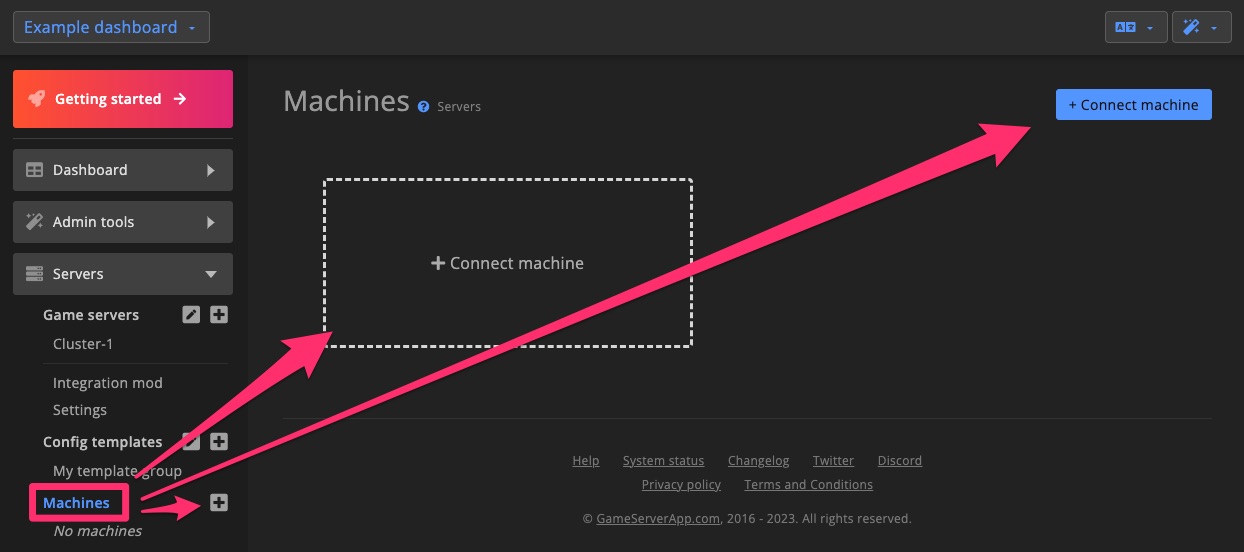 Example dashboard
Getting started
Machines Servers
+ Connect machine
Dashboard
Admin tools
Servers
Game servers
Cluster-1
Integration mod
Settings
Config templates
My template group
Machines
No machines
+ Connect machine
Help System status Changelog Twitter Discord
Privacy policy Terms and Conditions
© GameServerApp.com, 2016 - 2023. All rights reserved.